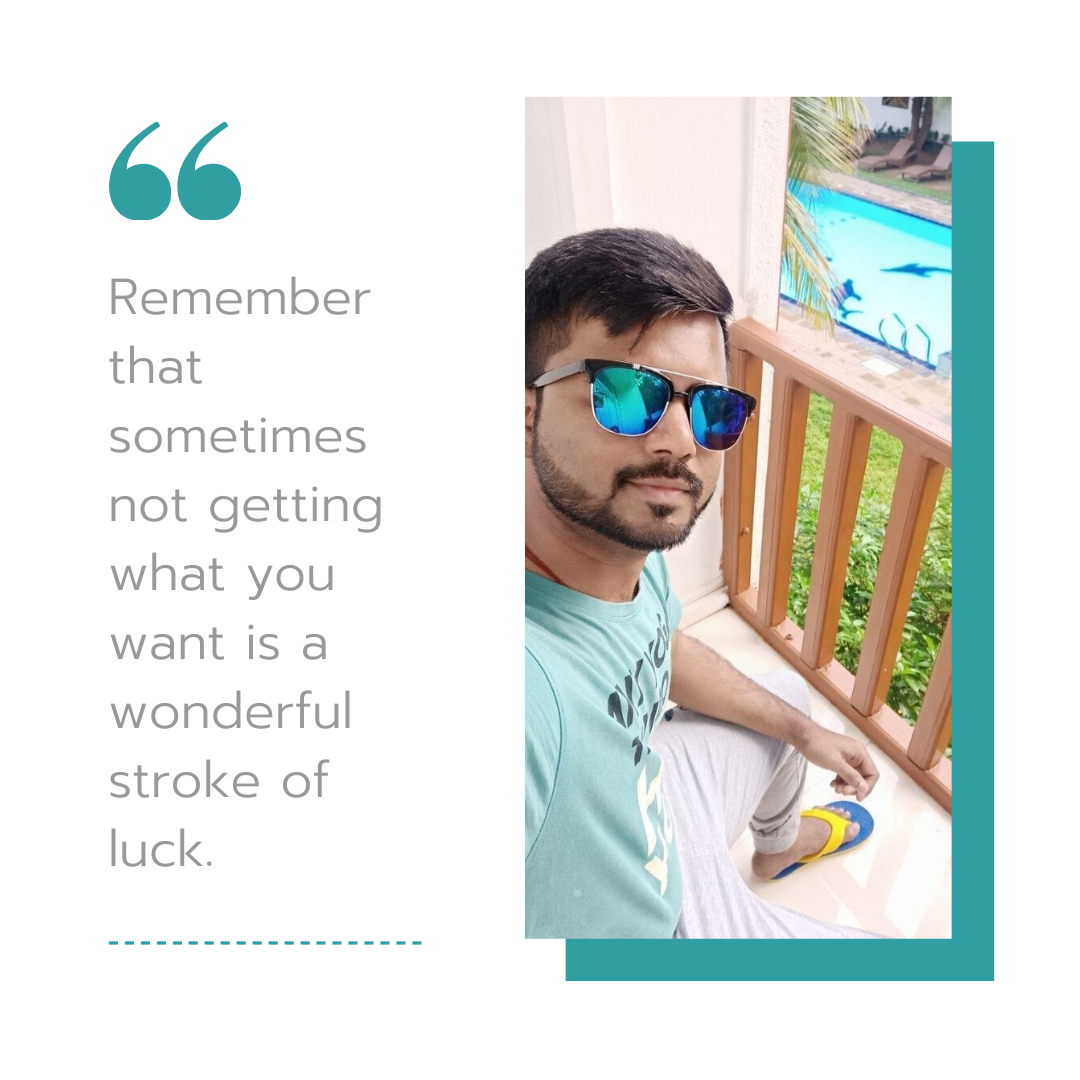 “
Remember
that
sometimes
not getting
what you
want is a
wonderful
stroke of
luck.